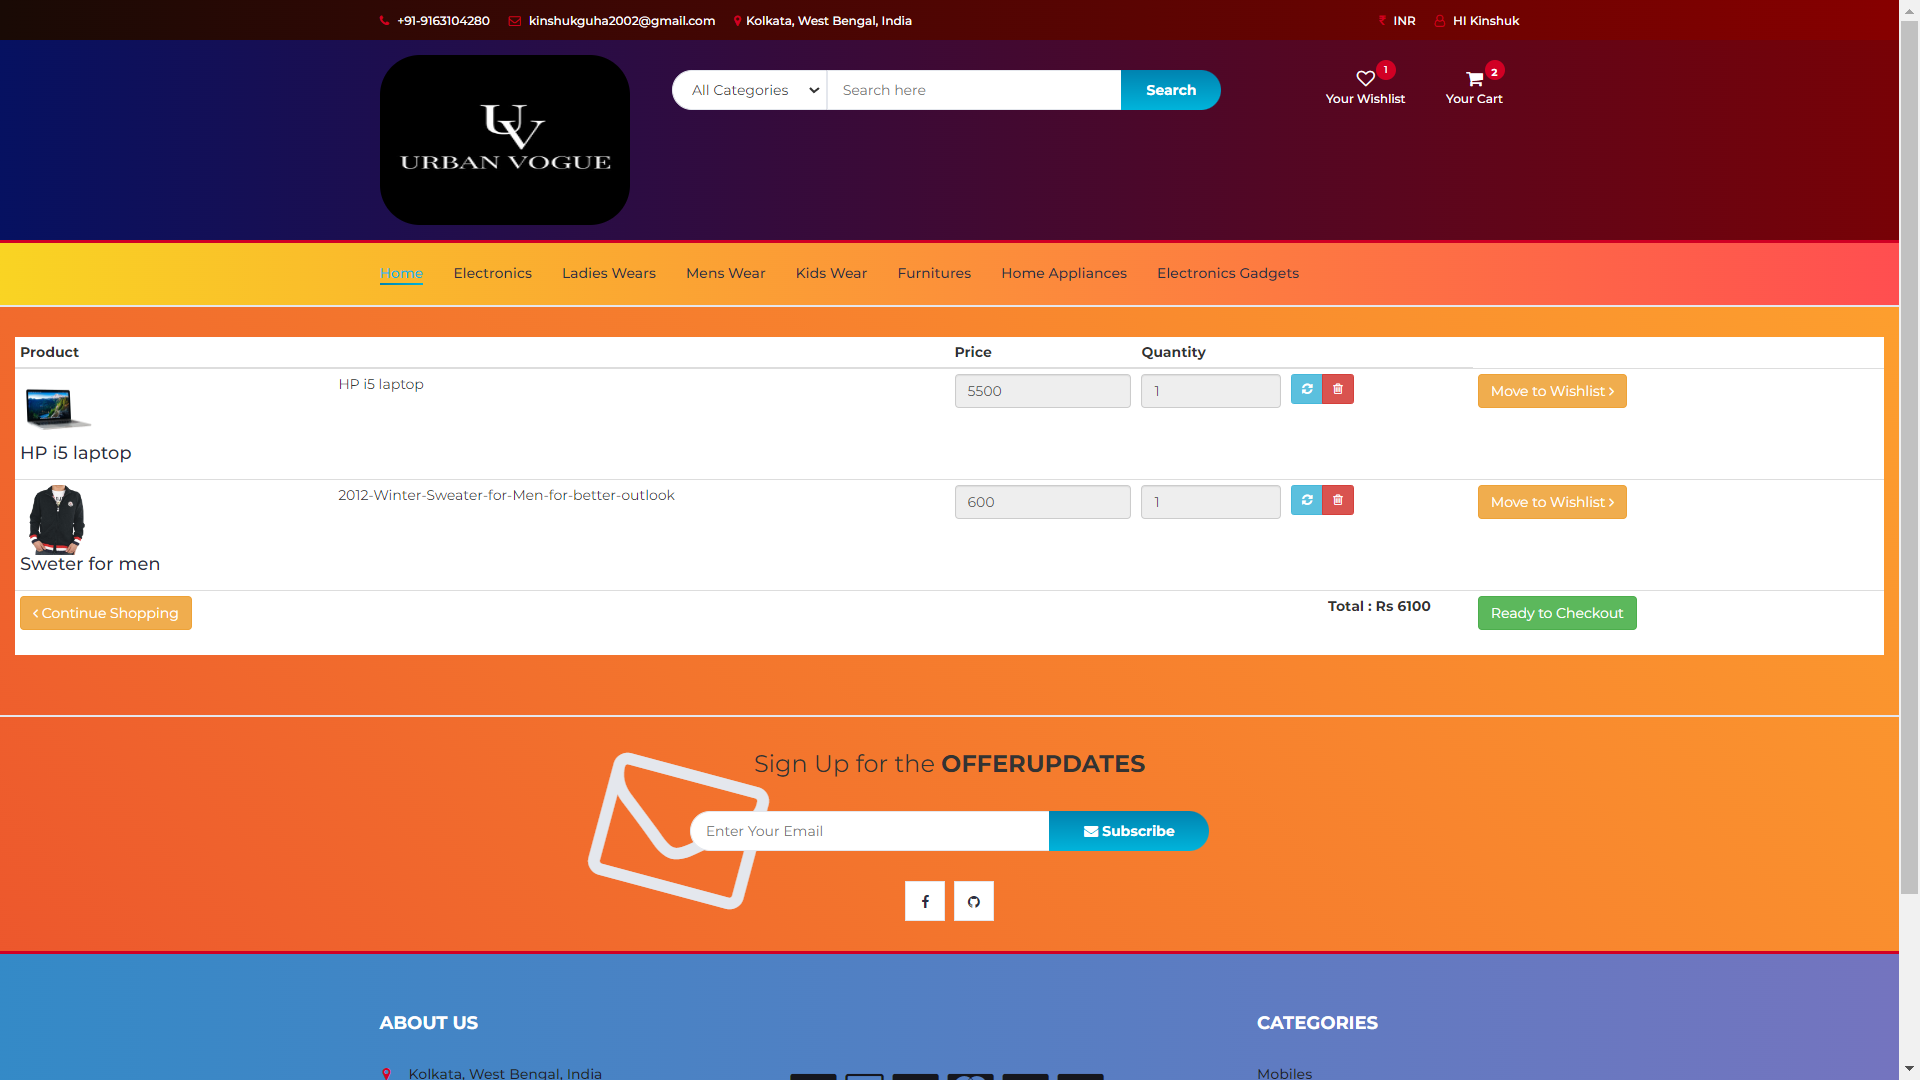 +91-9163104280 kinshukguha2002@gmail.com Kolkata, West Bengal, India INR HI Kinshuk
UV
URBAN VOGUE
All Categories Search here Search
1 2
Your Wishlist Your Cart
Home Electronics Ladies Wears Mens Wear Kids Wear Furnitures Home Appliances Electronics Gadgets
Product Price Quantity
HP i5 laptop 5500 1 Move to Wishlist
HP i5 laptop
2012-Winter-Sweater-for-Men-for-better-outlook 600 1 Move to Wishlist
Sweter for men
Continue Shopping Total : Rs 6100 Ready to Checkout
Sign Up for the OFFERUPDATES
Enter Your Email Subscribe
ABOUT US CATEGORIES
Kolkata, West Bengal, India Mobiles